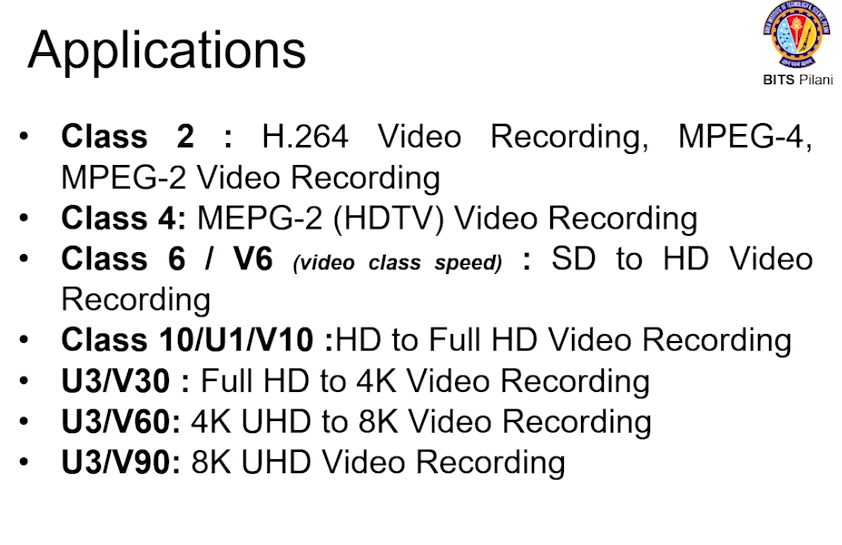 Applications
BITS Pilani
• Class 2 : H.264 Video Recording, MPEG-4,
MPEG-2 Video Recording
• Class 4: MEPG-2 (HDTV) Video Recording
• Class 6 / V6 (video class speed) : SD to HD Video
Recording
• Class 10/U1/V10 :HD to Full HD Video Recording
• U3/V30 : Full HD to 4K Video Recording
• U3/V60: 4K UHD to 8K Video Recording
• U3/V90: 8K UHD Video Recording